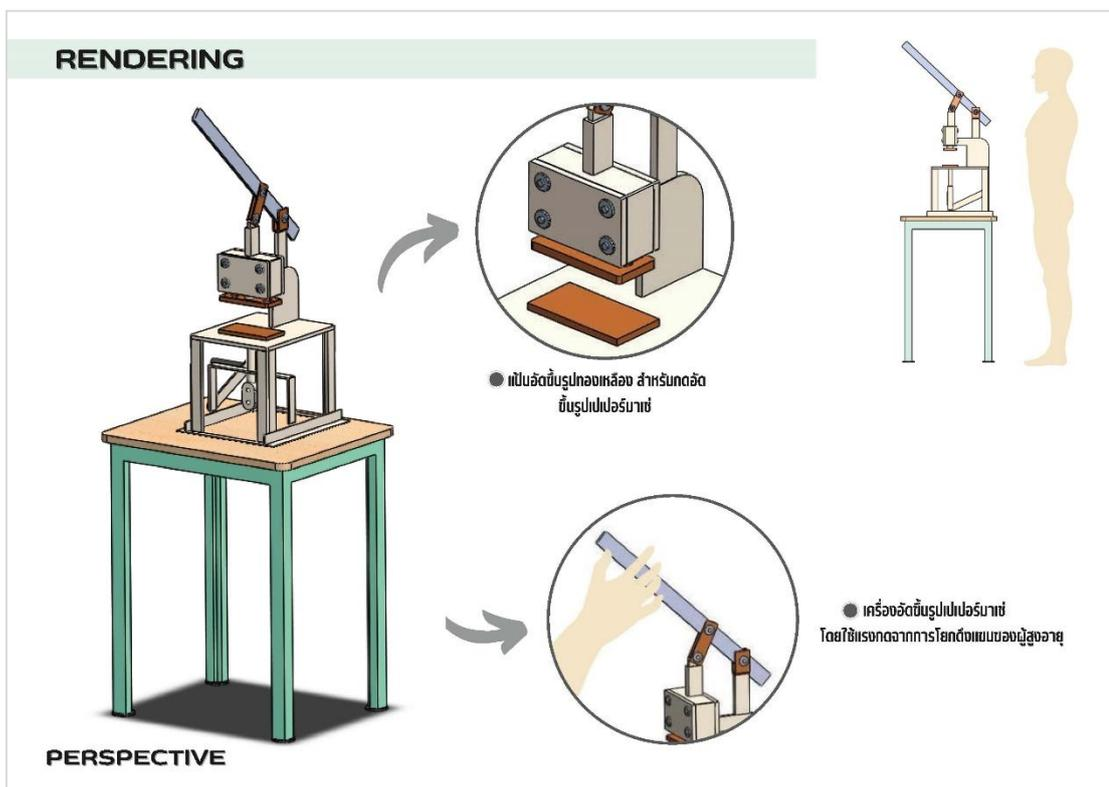 RENDERING
แป้นอัดขึ้นรูปทองเหลือง สำหรับกดอัด
ขึ้นรูปเปเปอร์มาเช่
เครื่องอัดขึ้นรูปเปเปอร์มาเช่
โดยใช้แรงกดจากการโยกดึงแขนของผู้สูงอายุ
PERSPECTIVE